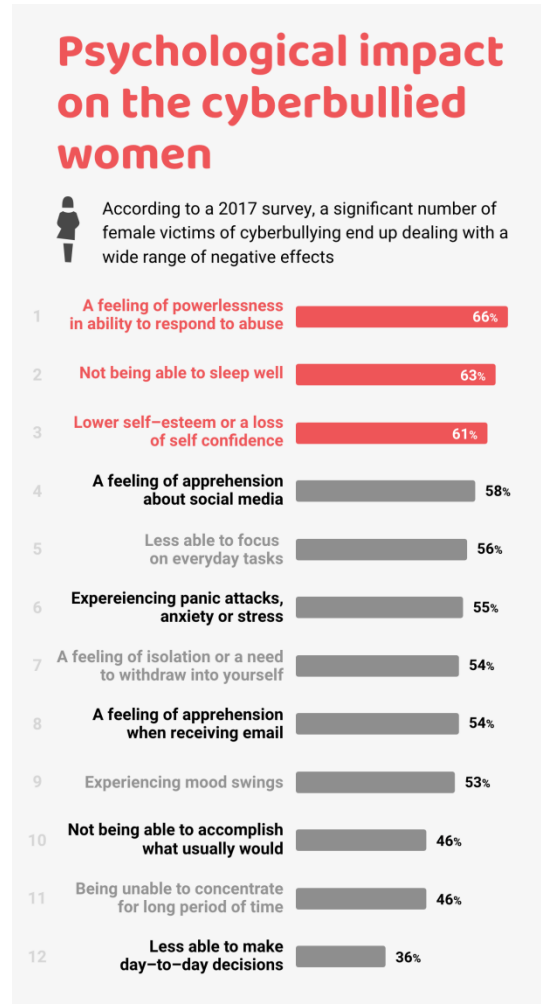 Psychological impact
on the cyberbullied
women
According to a 2017 survey, a significant number of
female victims of cyberbullying end up dealing with a
wide range of negative effects
1
A feeling of powerlessness
in ability to respond to abuse
66%
2
Not being able to sleep well
63%
3
Lower self–esteem or a loss
of self confidence
61%
4
A feeling of apprehension
about social media
58%
5
Less able to focus
on everyday tasks
56%
6
Expereiencing panic attacks,
anxiety or stress
55%
7
A feeling of isolation or a need
to withdraw into yourself
54%
8
A feeling of apprehension
when receiving email
54%
9
Experiencing mood swings
53%
10
Not being able to accomplish
what usually would
46%
11
Being unable to concentrate
for long period of time
46%
12
Less able to make
day–to–day decisions
36%